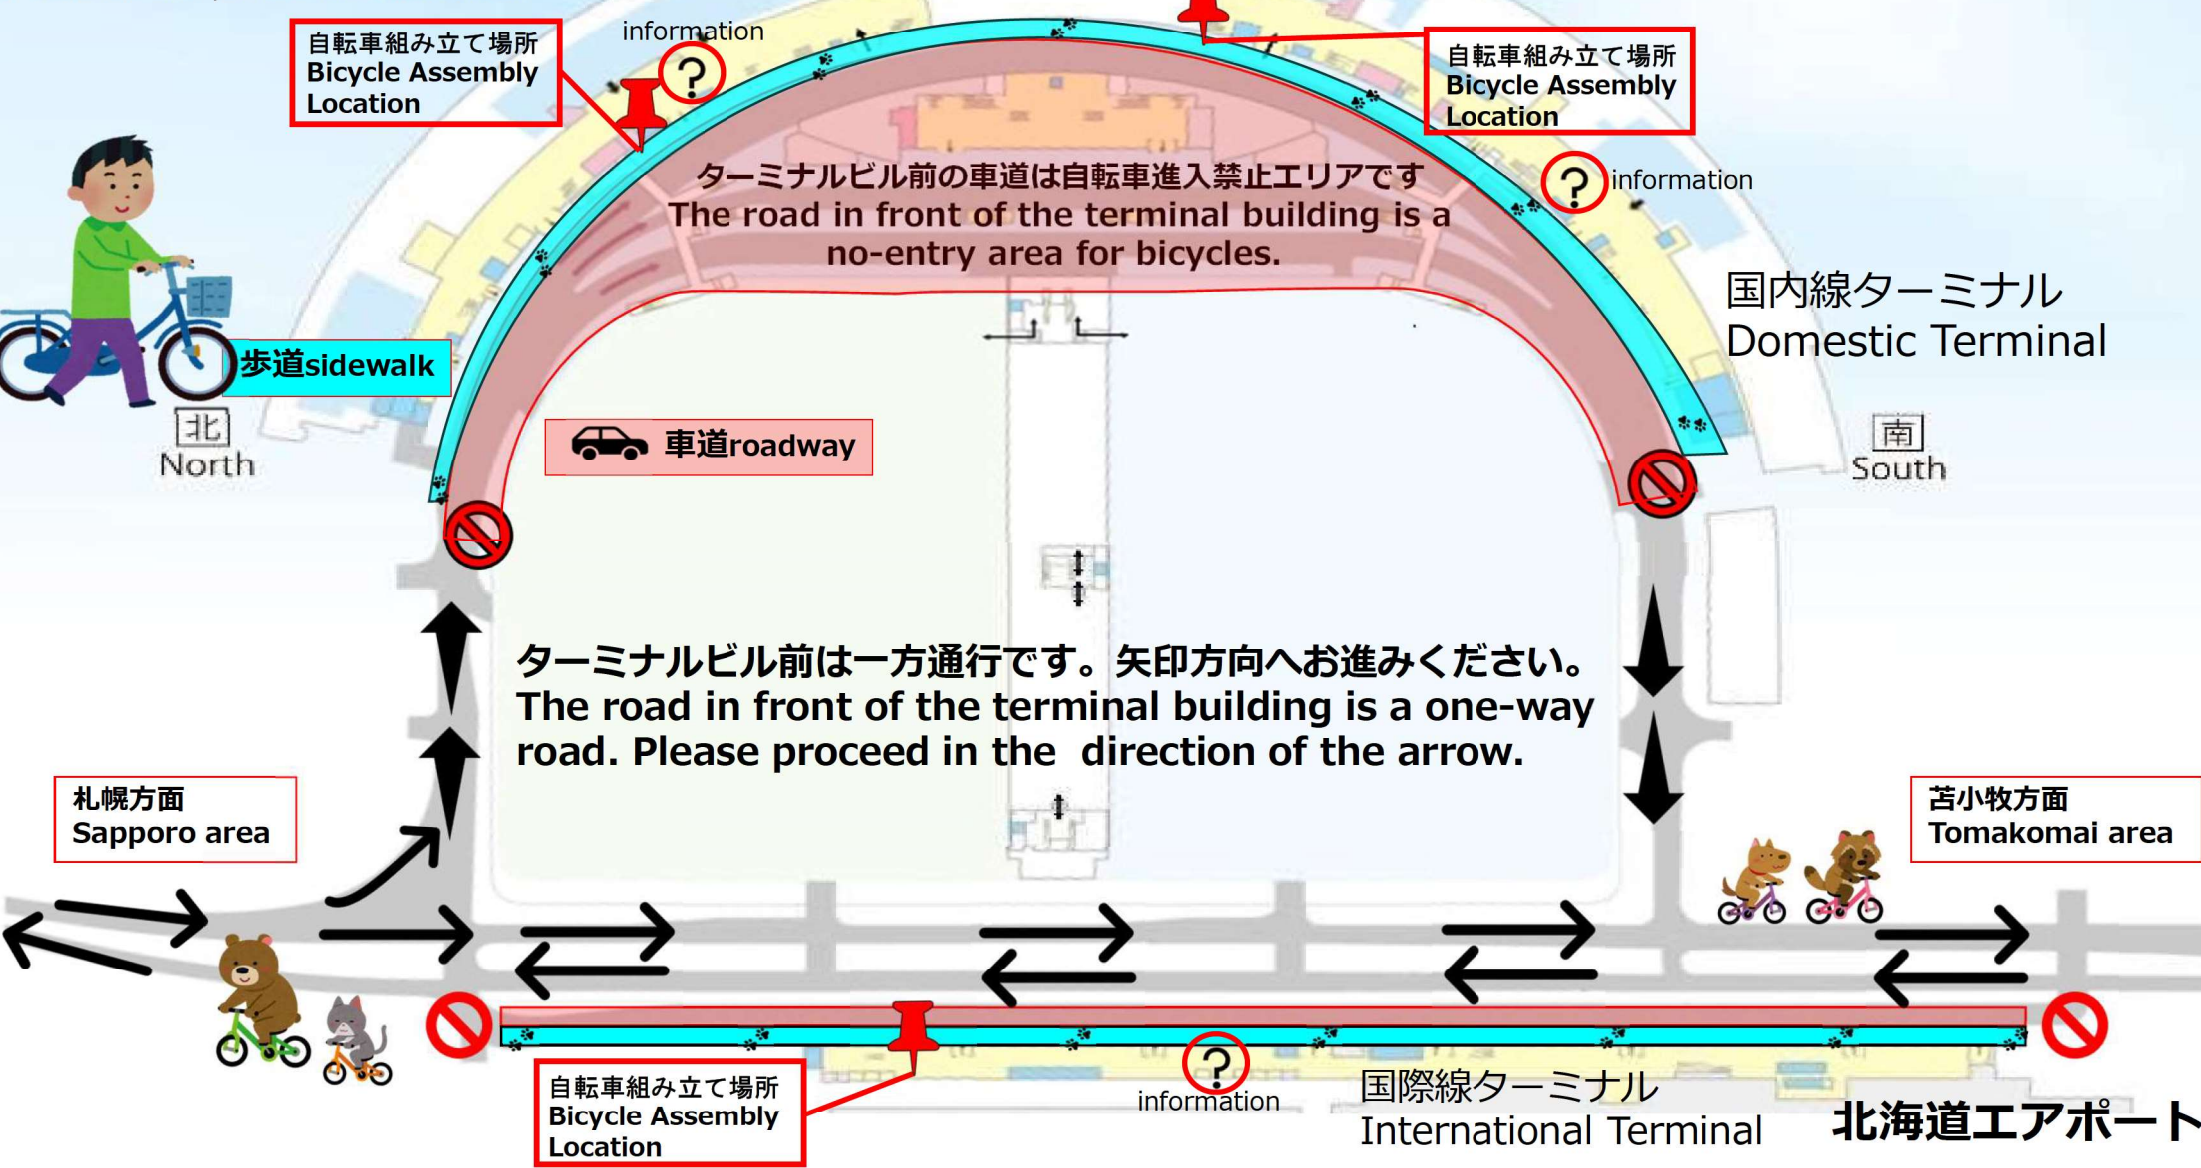 自転車組み立て場所
Bicycle Assembly
Location
information
?
自転車組み立て場所
Bicycle Assembly
Location
?
information
ターミナルビル前の車道は自転車進入禁止エリアです
The road in front of the terminal building is a
no-entry area for bicycles.
国内線ターミナル
Domestic Terminal
歩道sidewalk
北
North
車道roadway
南
South
ターミナルビル前は一方通行です。矢印方向へお進みください。
The road in front of the terminal building is a one-way
road. Please proceed in the direction of the arrow.
札幌方面
Sapporo area
苫小牧方面
Tomakomai area
自転車組み立て場所
Bicycle Assembly
Location
?
information
国際線ターミナル
International Terminal
北海道エアポート